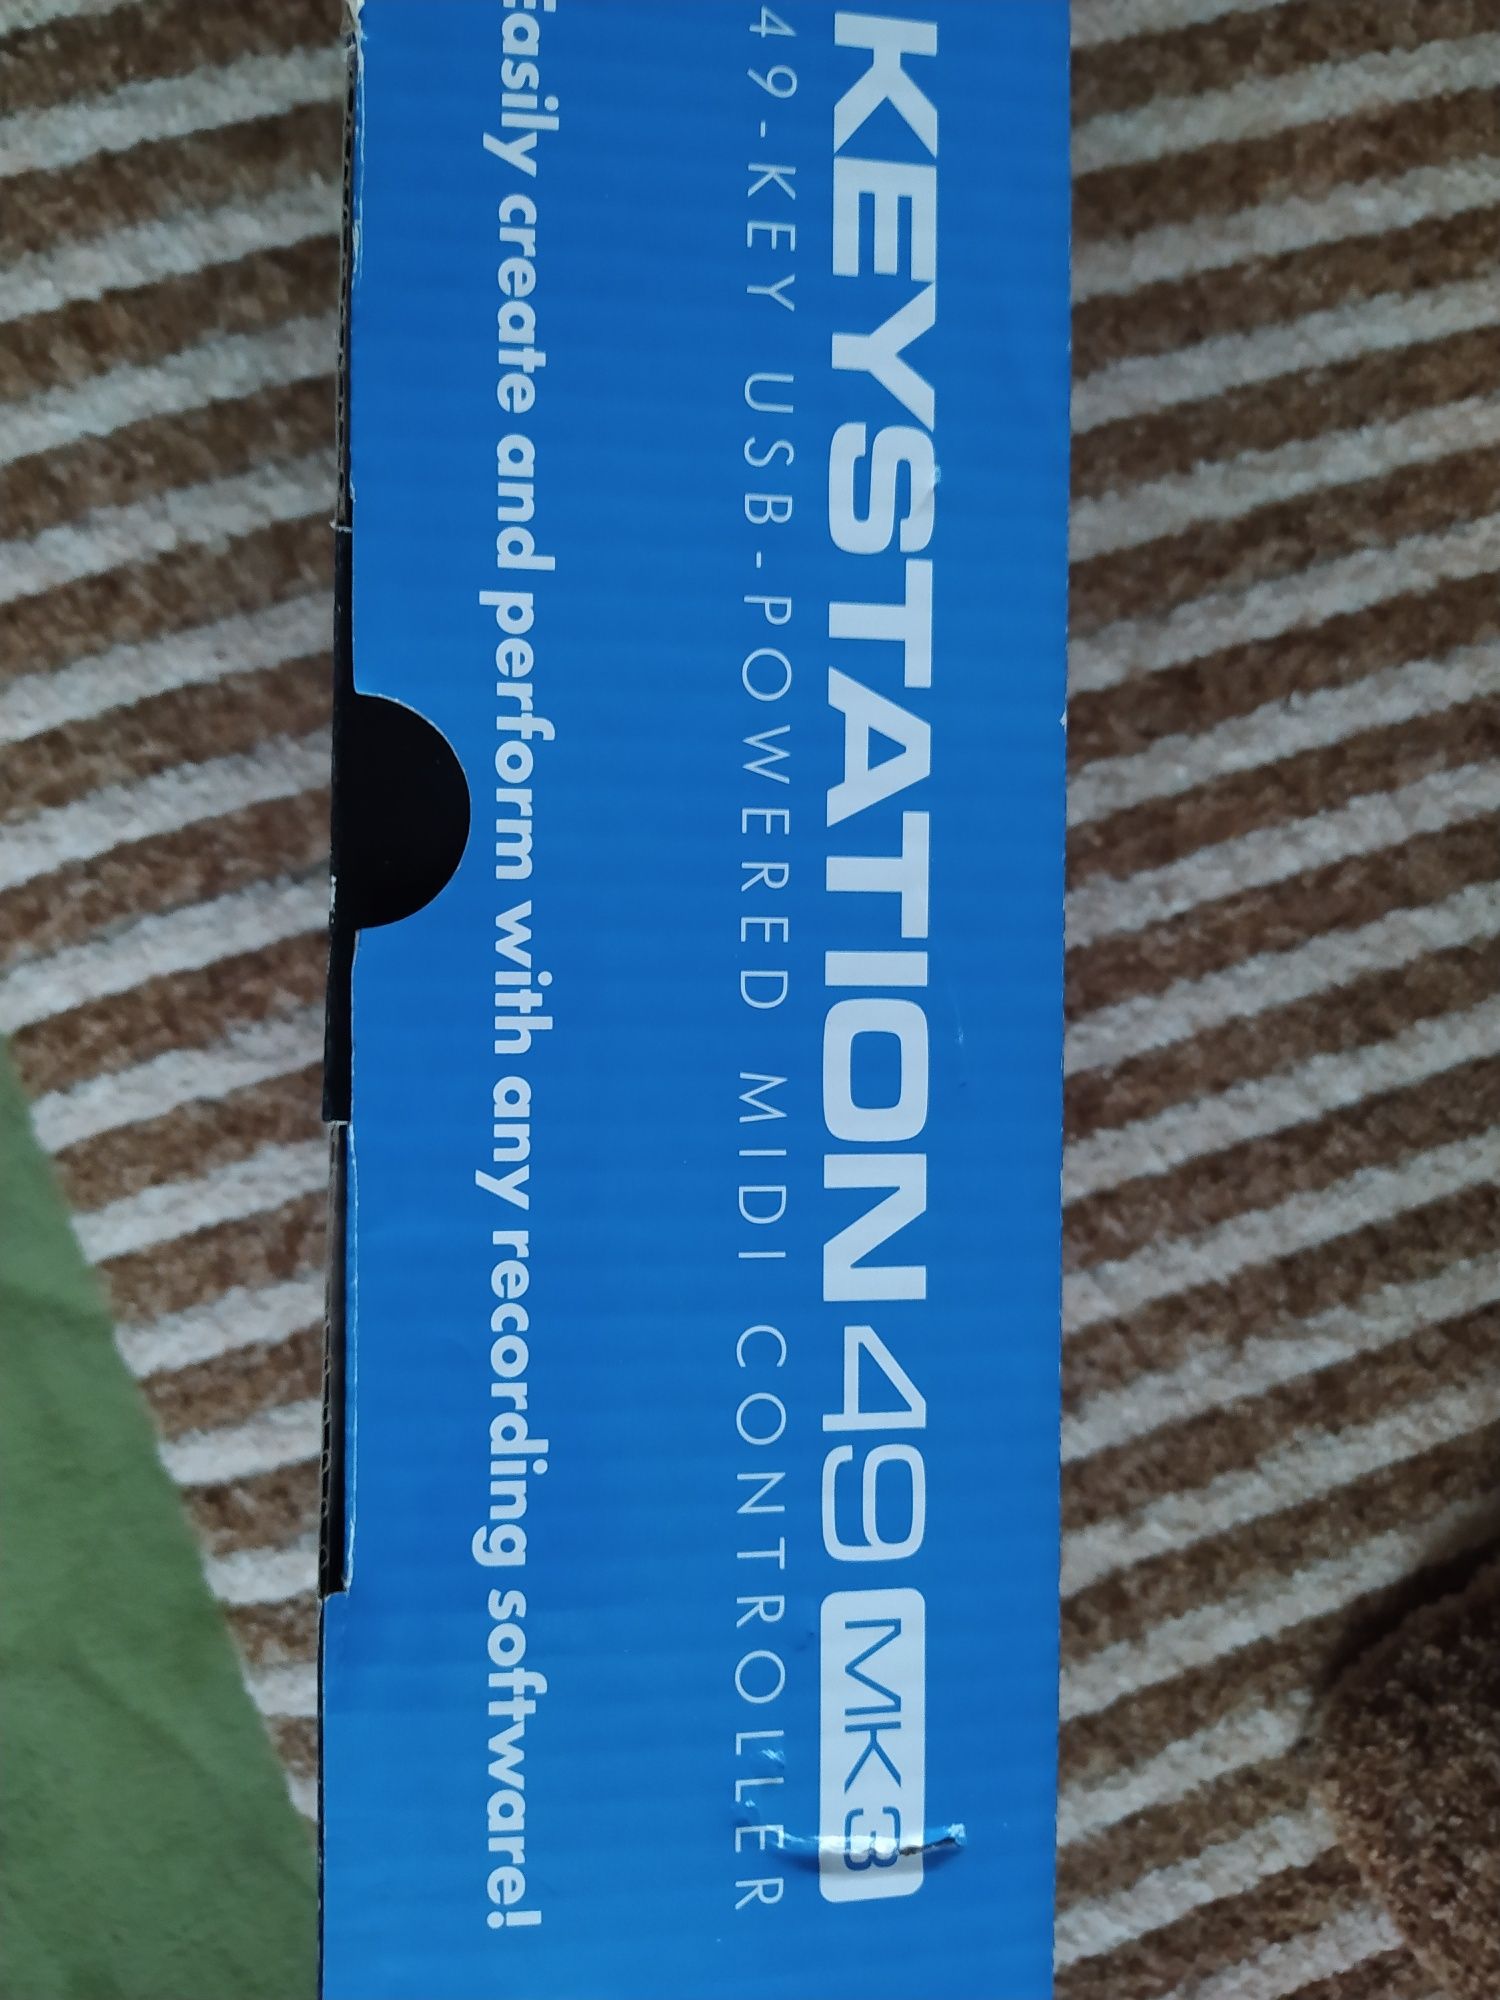 KEYSTATION 49 MK3
49-KEY USB-POWERED MIDI CONTROLLER
Easily create and perform with any recording software!